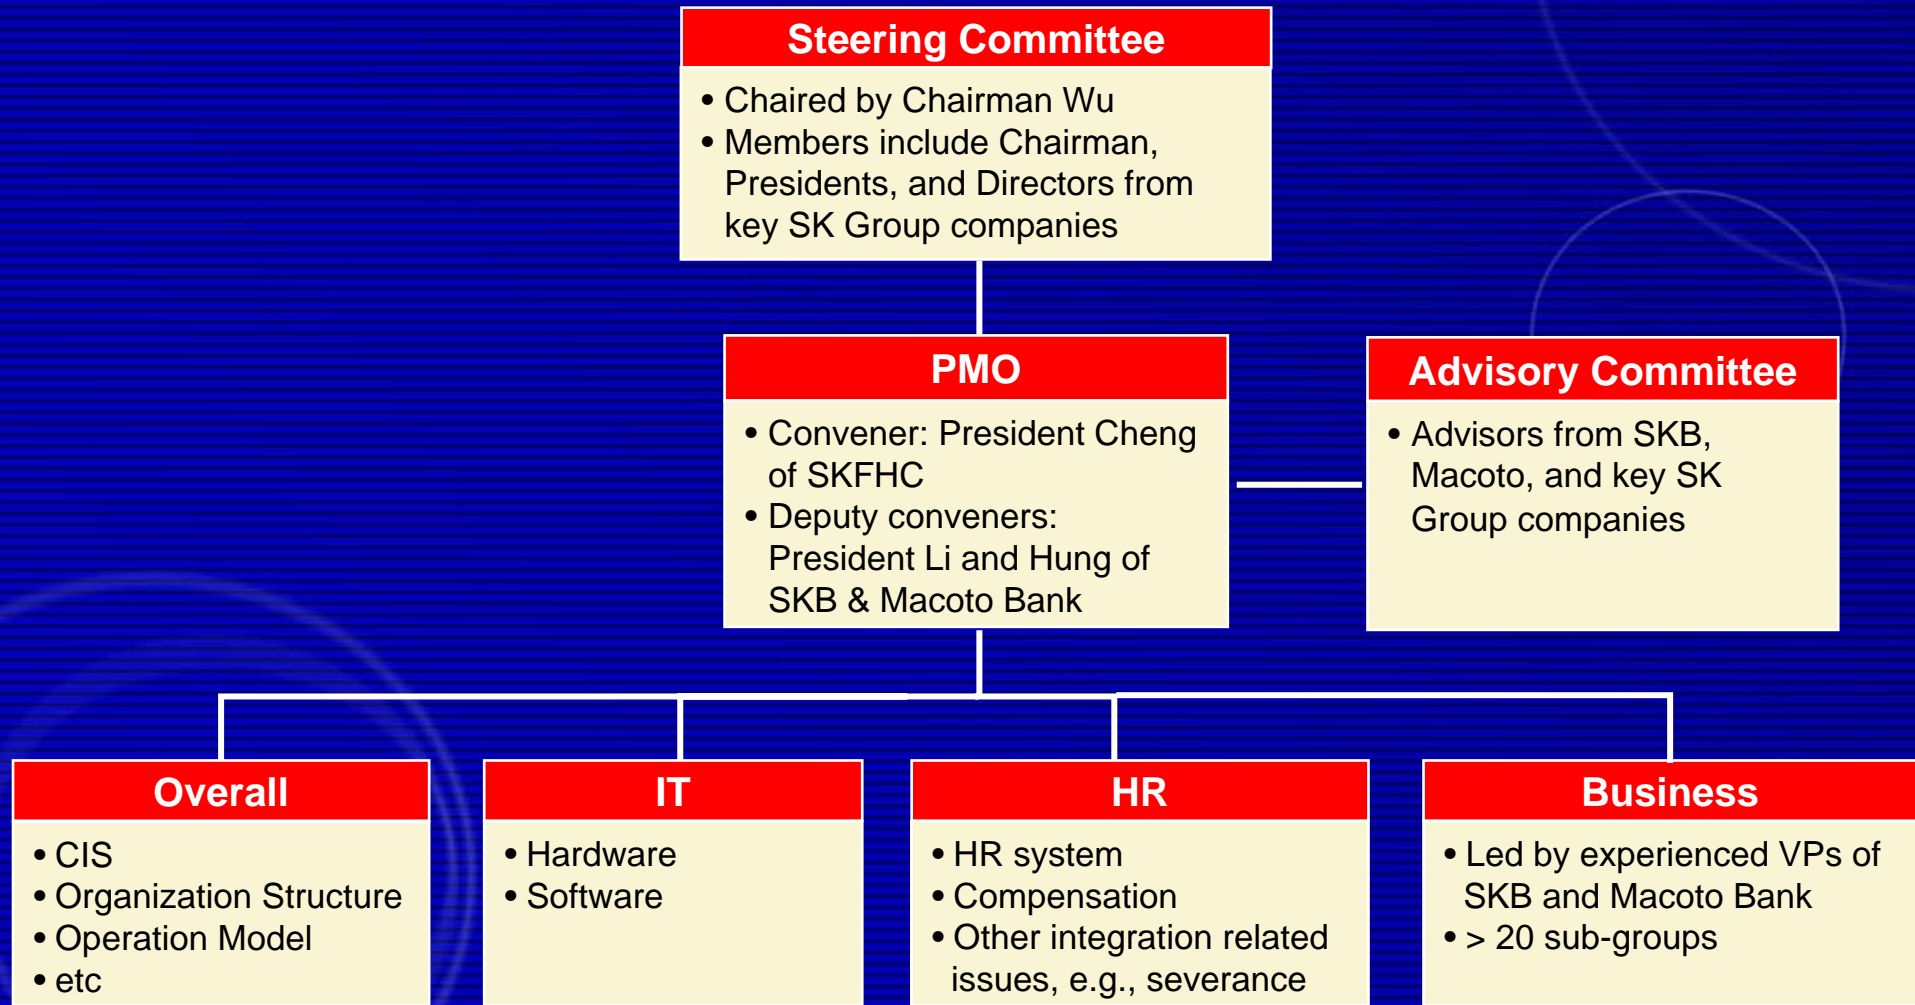 Steering Committee
• Chaired by Chairman Wu
• Members include Chairman,
Presidents, and Directors from
key SK Group companies
PMO
• Convener: President Cheng
of SKFHC
• Deputy conveners:
President Li and Hung of
SKB & Macoto Bank
Advisory Committee
• Advisors from SKB,
Macoto, and key SK
Group companies
Overall
• CIS
• Organization Structure
• Operation Model
• etc
IT
• Hardware
• Software
HR
• HR system
• Compensation
• Other integration related
issues, e.g., severance
Business
• Led by experienced VPs of
SKB and Macoto Bank
• > 20 sub-groups